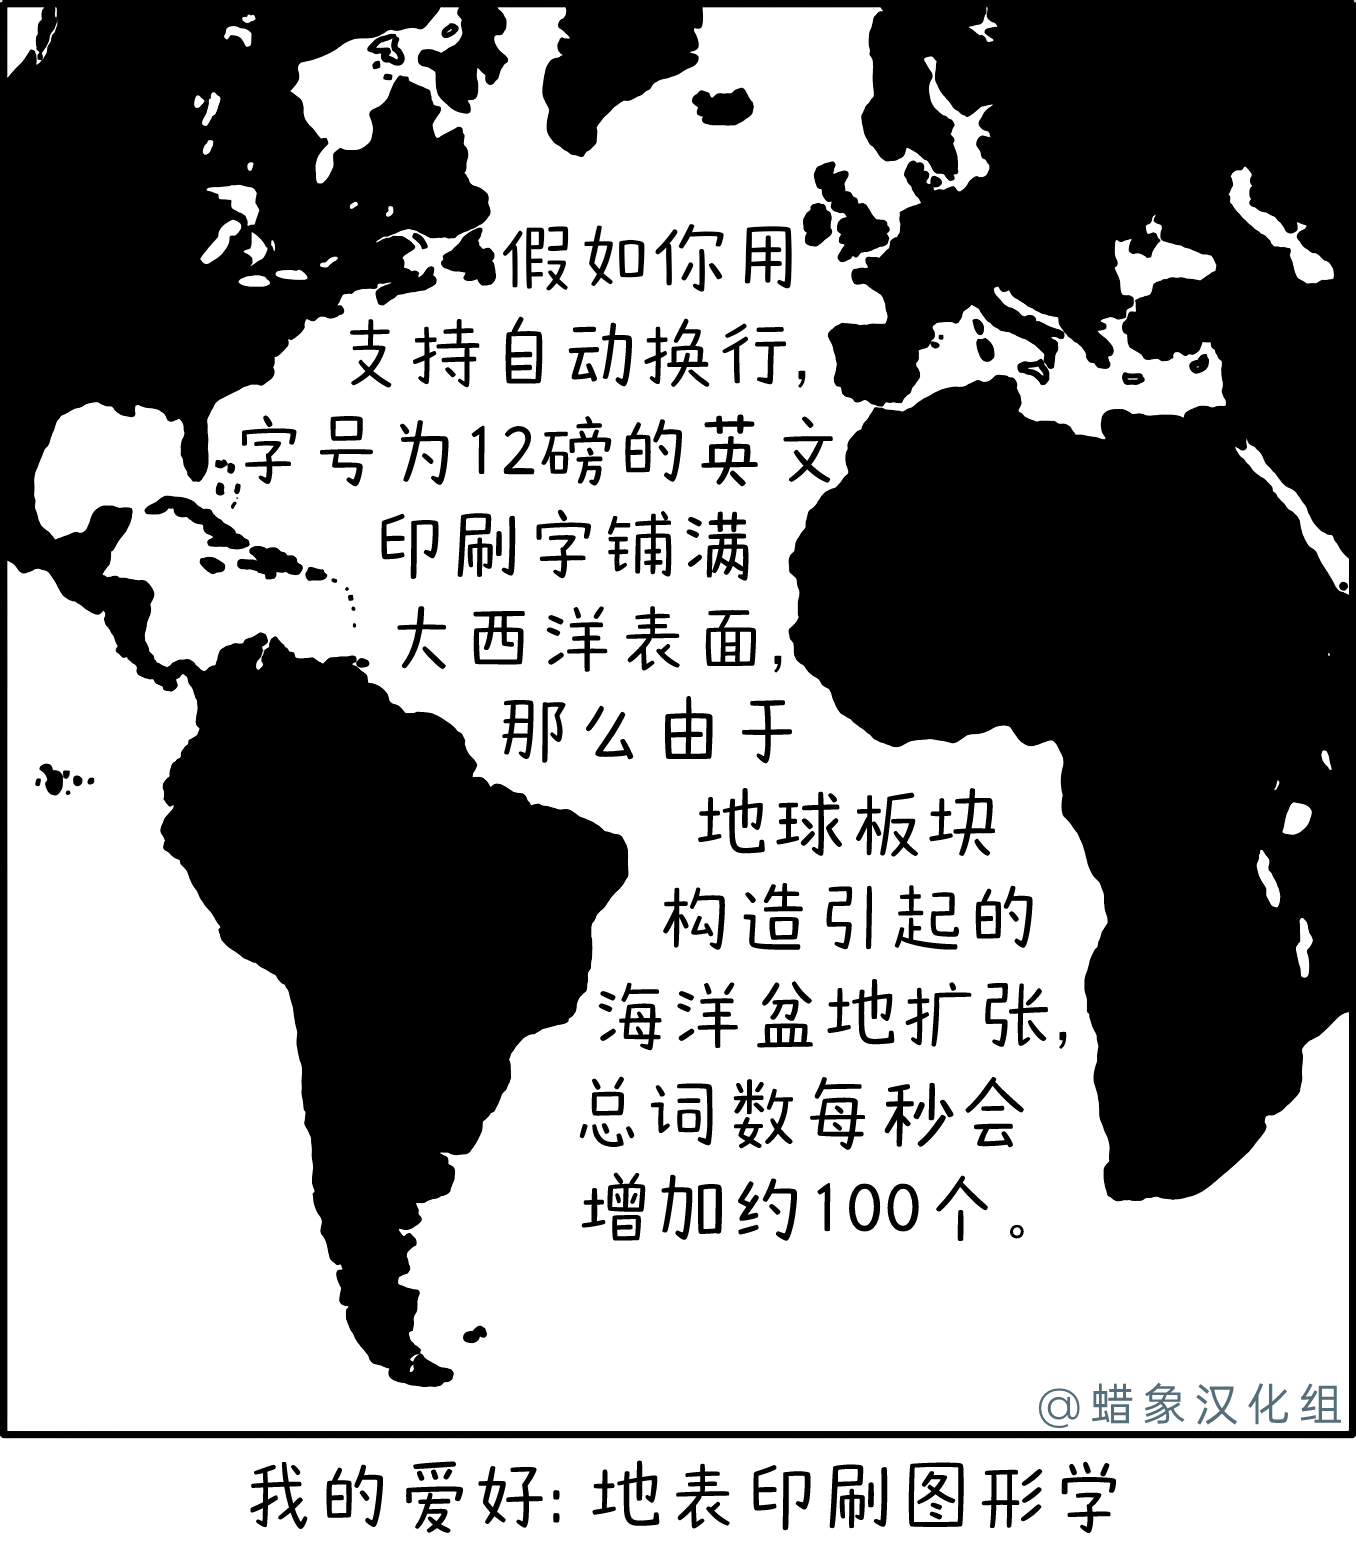 假如你用
支持自动换行,
字号为12磅的英文
印刷字铺满
大西洋表面,
那么由于
地球板块
构造引起的
海洋盆地扩张,
总词数每秒会
增加约100个。
@蜡象汉化组
我的爱好:地表印刷图形学